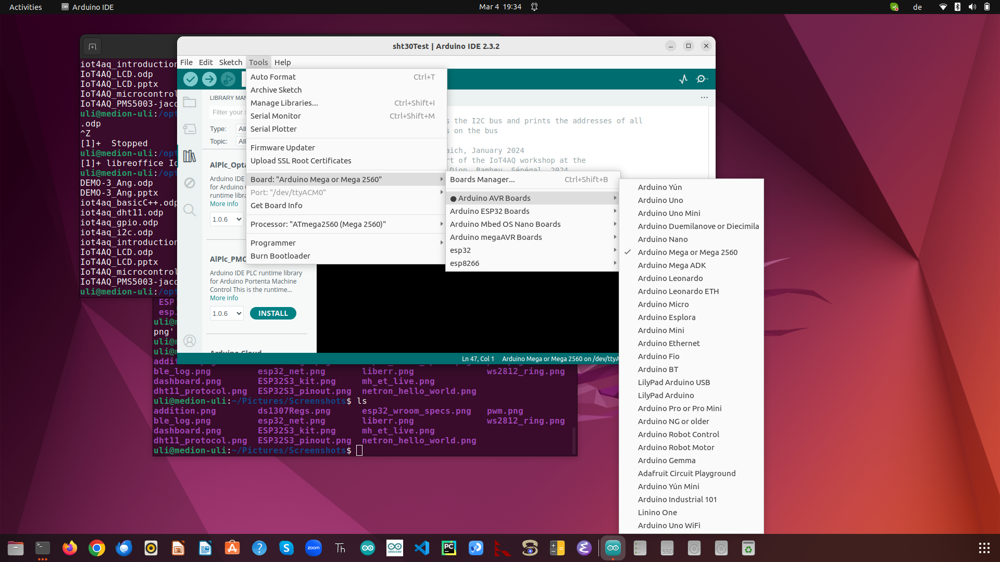 Activities
Arduino IDE
Mar 4 19:34
de
sht30Test | Arduino IDE 2.3.2
File Edit Sketch Tools Help
iot4aq_introduction
IoT4AQ_LCD.odp
IoT4AQ_LCD.pptx
IoT4AQ_microcontrol
IoT4AQ_PMS5003-jac
uli@medion-uli:/opt
.odp
^Z
[1]+  Stopped
uli@medion-uli:/opt
[1]+ libreoffice
uli@medion-uli:/opt
DEMO-3_Ang.odp
DEMO-3_Ang.pptx
iot4aq_basicC++.odp
iot4aq_dht11.odp
iot4aq_gpio.odp
iot4aq_i2c.odp
iot4aq_introduction
IoT4AQ_LCD.odp
IoT4AQ_LCD.pptx
IoT4AQ_microcontrol
IoT4AQ_PMS5003-jac
uli@medion-uli:/opt
Auto Format Ctrl+T
Archive Sketch
Manage Libraries... Ctrl+Shift+I
Serial Monitor Ctrl+Shift+M
Serial Plotter
Firmware Updater
Upload SSL Root Certificates
Board: "Arduino Mega or Mega 2560"
Port: "/dev/ttyACM0"
Get Board Info
Processor: "ATmega2560 (Mega 2560)"
Programmer
Burn Bootloader
LIBRARY MAN
Filter your s
Type: All
Topic: All
AlPlc_Opta
Arduino IDE
for Arduino
runtime libra
More info
1.0.6
AlPlc_PMC
Arduino IDE PLC runtime library
for Arduino Portenta Machine
Control This is the runtime...
More info
1.0.6 INSTALL
Arduino Cloud
s the I2C bus and prints the addresses of all
s on the bus
aich, January 2024
rt of the IoT4AQ workshop at the
Diop, Bambey, Sénégal, 2024
Boards Manager... Ctrl+Shift+B
Arduino AVR Boards
Arduino ESP32 Boards
Arduino Mbed OS Nano Boards
Arduino megaAVR Boards
esp32
esp8266
Arduino Yún
Arduino Uno
Arduino Uno Mini
Arduino Duemilanove or Diecimila
Arduino Nano
Arduino Mega or Mega 2560
Arduino Mega ADK
Arduino Leonardo
Arduino Leonardo ETH
Arduino Micro
Arduino Esplora
Arduino Mini
Arduino Ethernet
Arduino Fio
Arduino BT
LilyPad Arduino USB
LilyPad Arduino
Arduino Pro or Pro Mini
Arduino NG or older
Arduino Robot Control
Arduino Robot Motor
Arduino Gemma
Adafruit Circuit Playground
Arduino Yún Mini
Arduino Industrial 101
Linino One
Arduino Uno WiFi
Ln 47, Col 1 Arduino Mega or Mega 2560 on /dev/ttyA
ESP
esp
uli@m
png'
uli@m
uli@m
ble_log.png esp32_net.png liberr.png ws2812_ring.png
dashboard.png ESP32S3_kit.png mh_et_live.png
dht11_protocol.png ESP32S3_pinout.png netron_hello_world.png
uli@medion-uli:~/Pictures/Screenshots$ ls
addition.png ds1307Regs.png esp32_wroom_specs.png pwm.png
ble_log.png esp32_net.png liberr.png ws2812_ring.png
dashboard.png ESP32S3_kit.png mh_et_live.png
dht11_protocol.png ESP32S3_pinout.png netron_hello_world.png
uli@medion-uli:~/Pictures/Screenshots$
zoom
Th
ARDUINO
PC
SSD